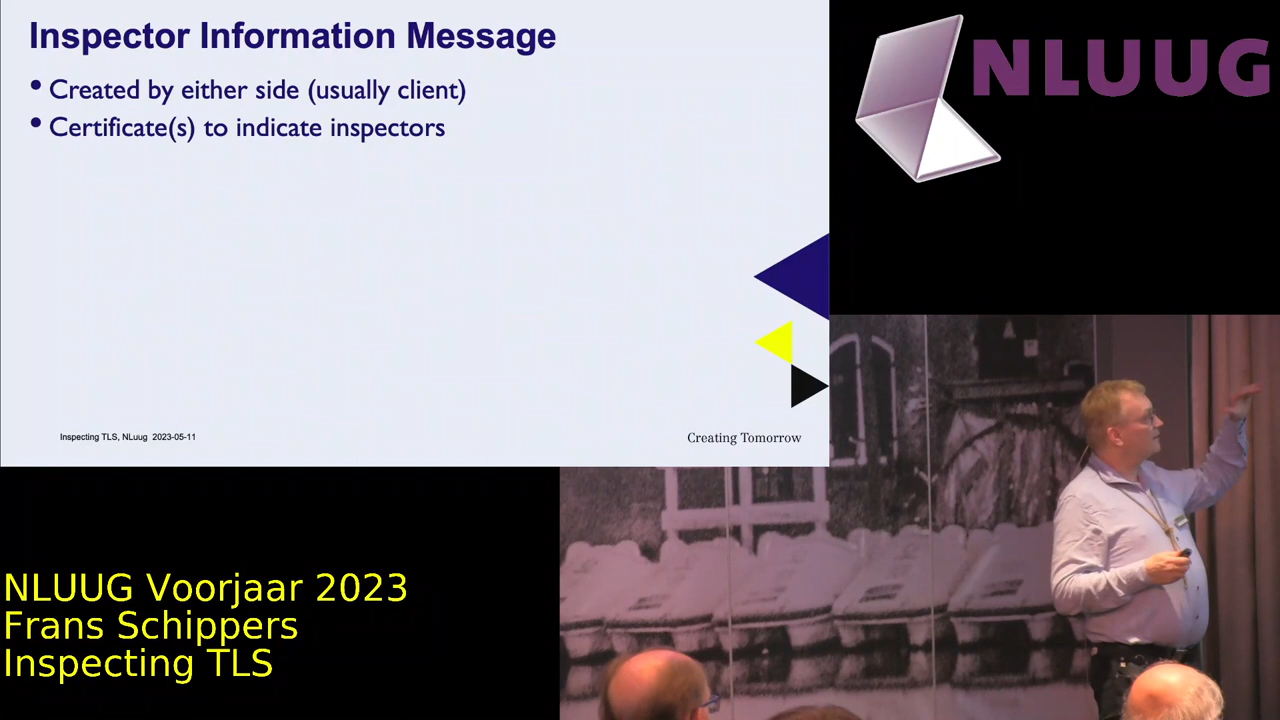 Inspector Information Message
• Created by either side (usually client)
• Certificate(s) to indicate inspectors
Inspecting TLS, NLuug 2023-05-11
Creating Tomorrow
NLUUG
NLUUG Voorjaar 2023
Frans Schippers
Inspecting TLS